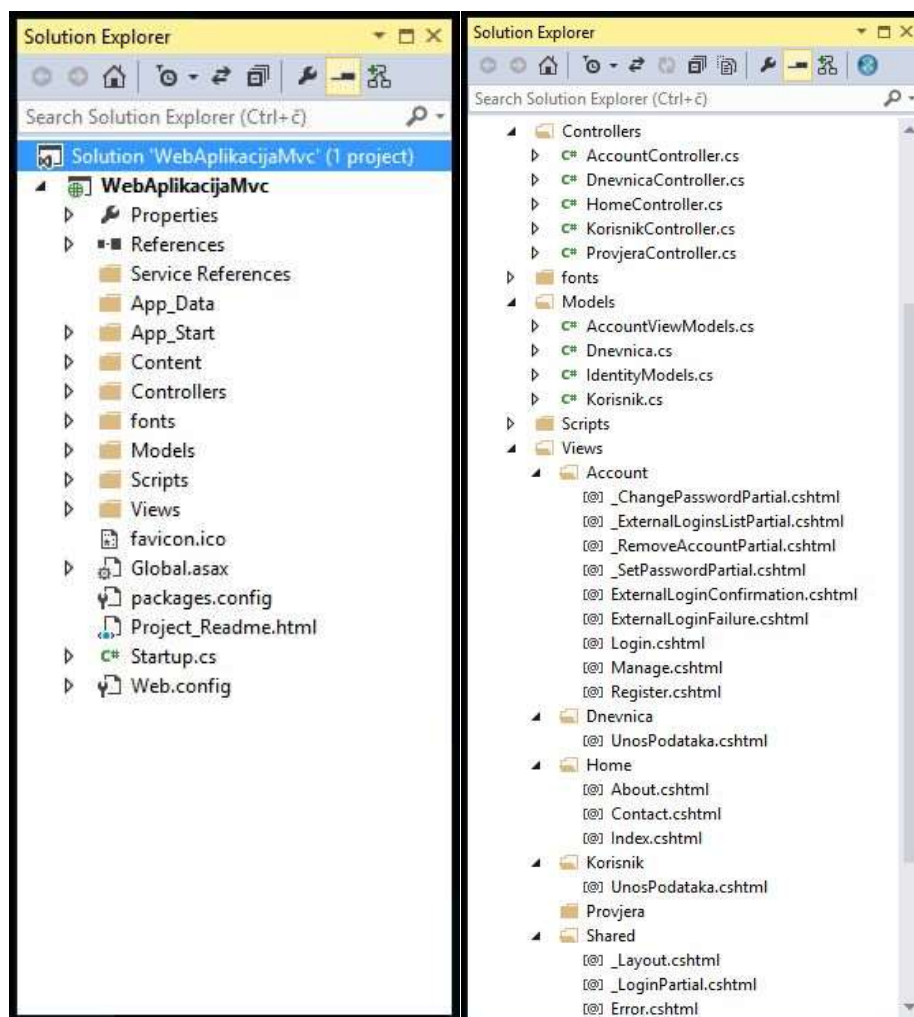 Solution Explorer
Search Solution Explorer (Ctrl+č)
Solution 'WebAplikacijaMvc' (1 project)
WebAplikacijaMvc
Properties
References
Service References
App_Data
App_Start
Content
Controllers
fonts
Models
Scripts
Views
favicon.ico
Global.asax
packages.config
Project_Readme.html
C# Startup.cs
Web.config
Solution Explorer
Search Solution Explorer (Ctrl+č)
Controllers
C# AccountController.cs
C# DnevnicaController.cs
C# HomeController.cs
C# KorisnikController.cs
C# ProvjeraController.cs
fonts
Models
C# AccountViewModels.cs
C# Dnevnica.cs
C# IdentityModels.cs
C# Korisnik.cs
Scripts
Views
Account
[@] _ChangePasswordPartial.cshtml
[@] _ExternalLoginsListPartial.cshtml
[@] _RemoveAccountPartial.cshtml
[@] _SetPasswordPartial.cshtml
[@] ExternalLoginConfirmation.cshtml
[@] ExternalLoginFailure.cshtml
[@] Login.cshtml
[@] Manage.cshtml
[@] Register.cshtml
Dnevnica
[@] UnosPodataka.cshtml
Home
[@] About.cshtml
[@] Contact.cshtml
[@] Index.cshtml
Korisnik
[@] UnosPodataka.cshtml
Provjera
Shared
[@] _Layout.cshtml
[@] _LoginPartial.cshtml
[@] Error.cshtml